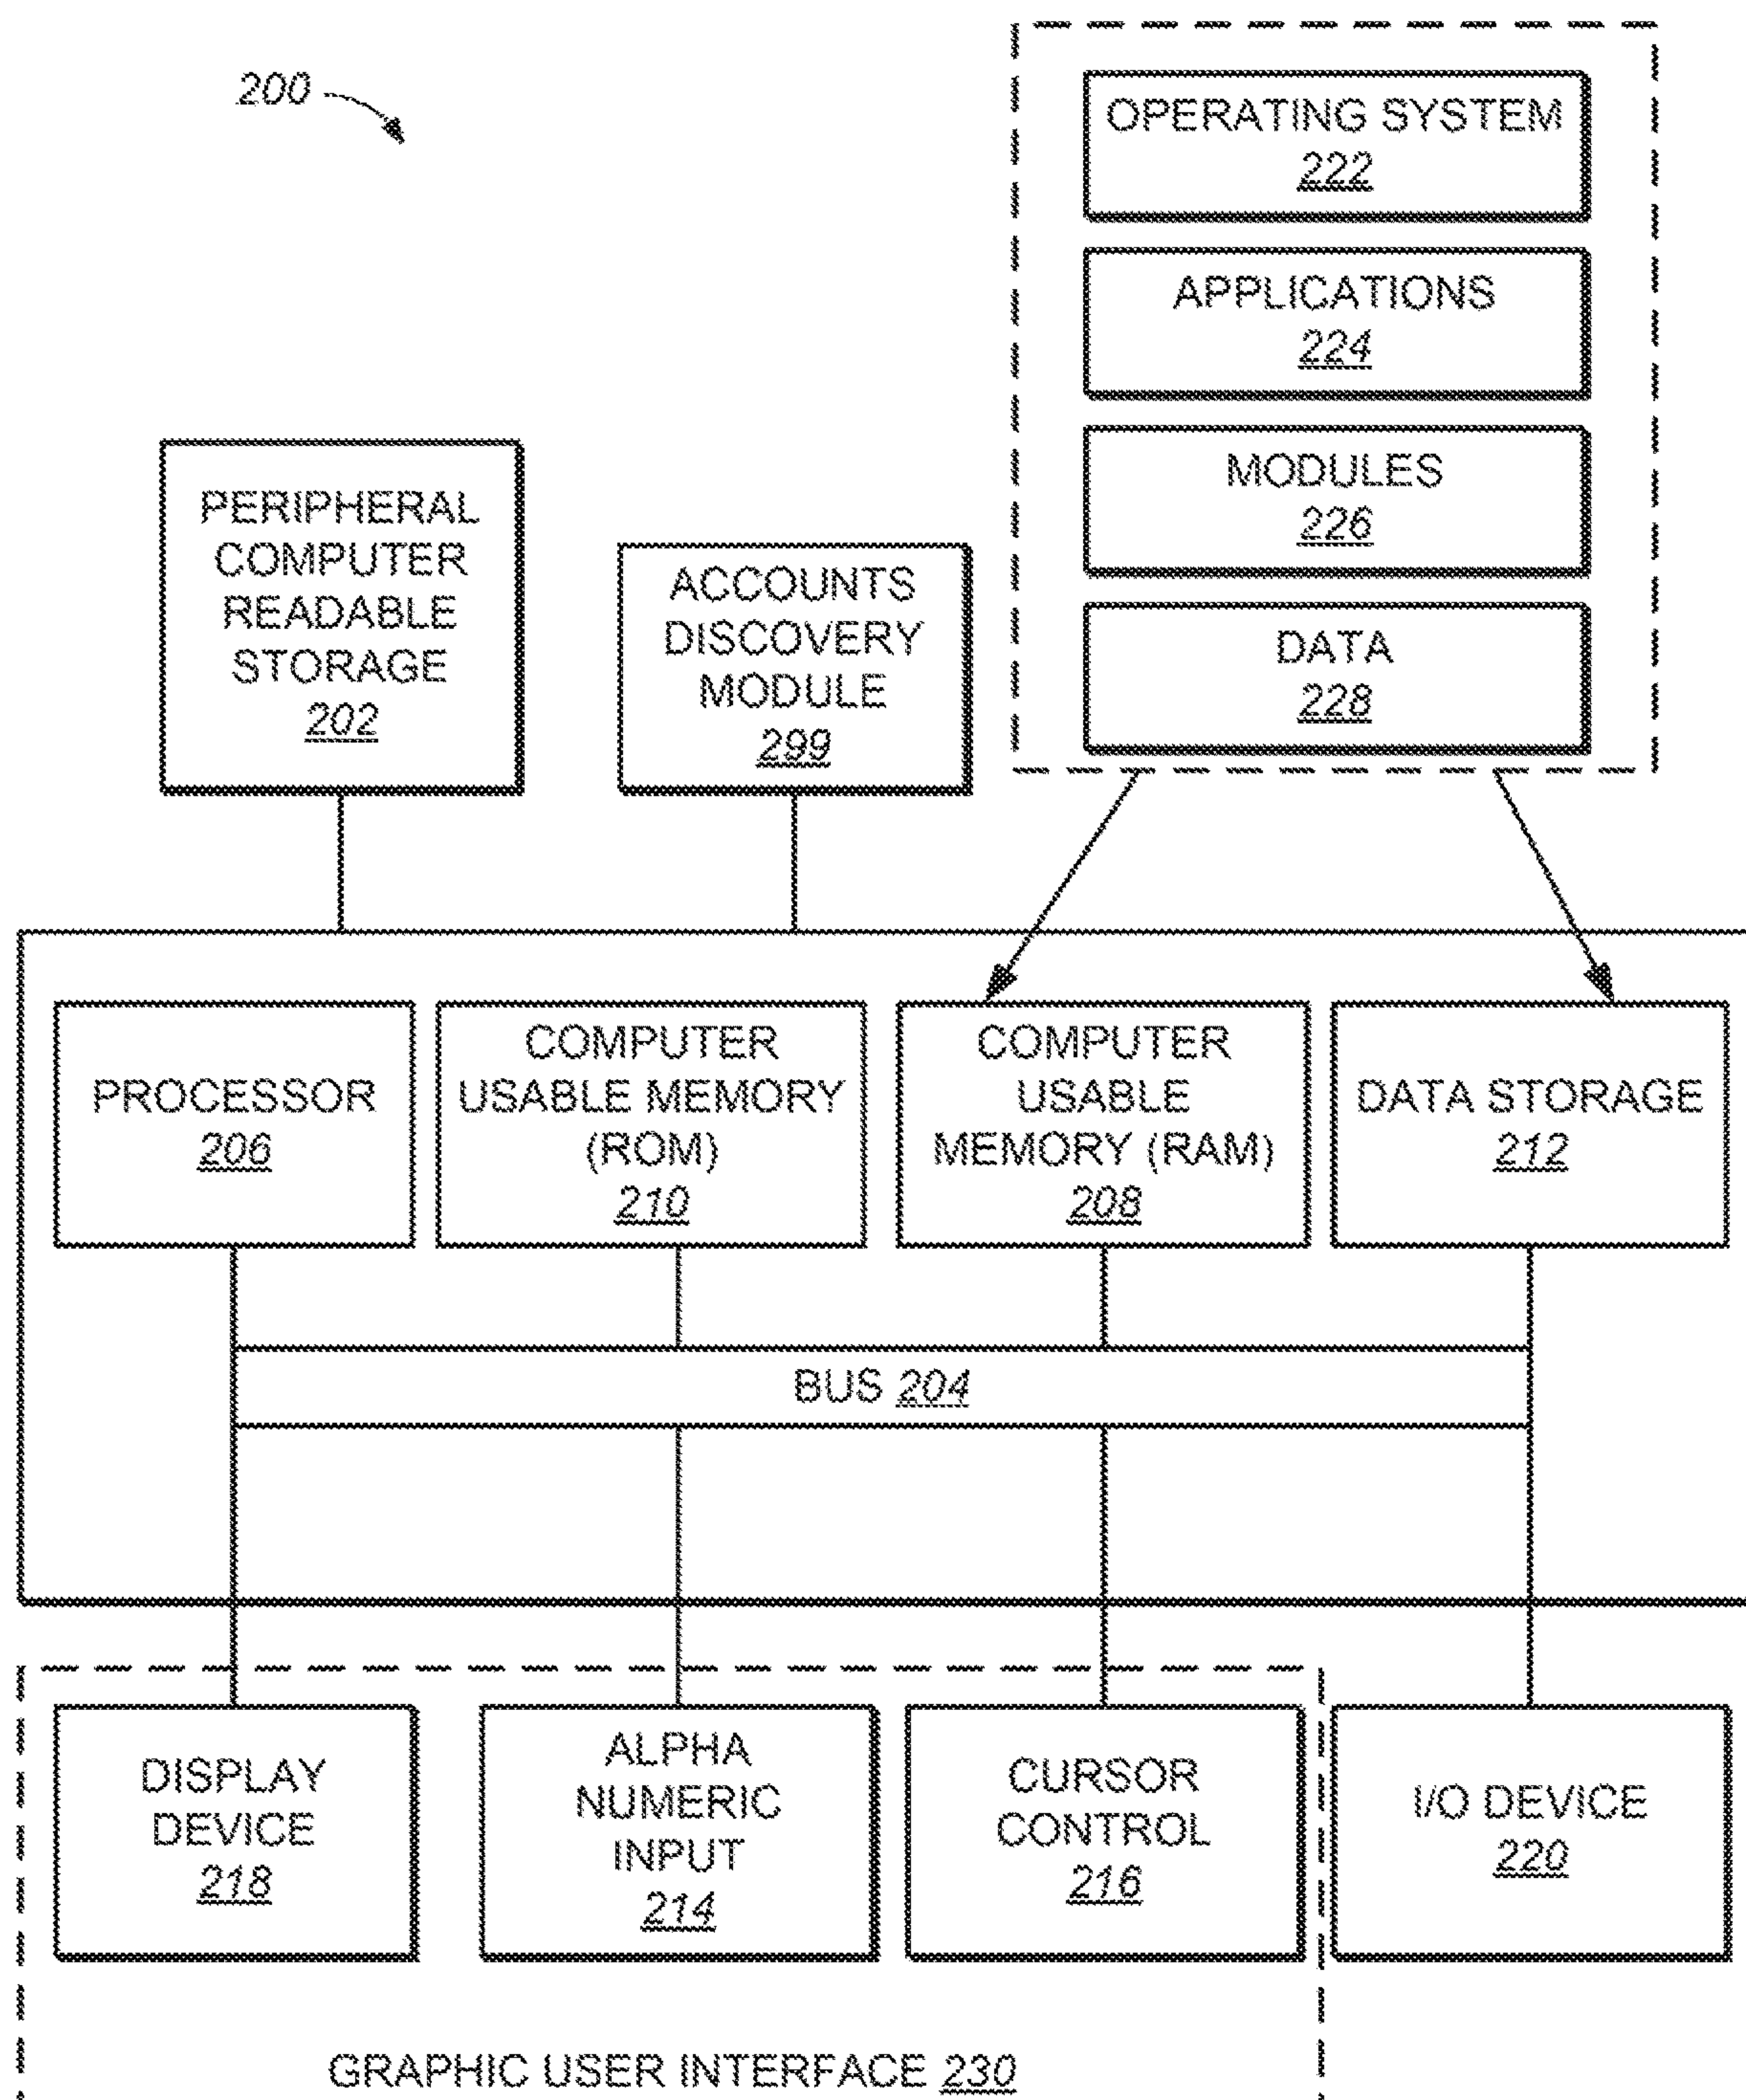 200
OPERATING SYSTEM
222
APPLICATIONS
224
MODULES
226
DATA
228
PERIPHERAL
COMPUTER
READABLE
STORAGE
202
ACCOUNTS
DISCOVERY
MODULE
299
PROCESSOR
206
COMPUTER
USABLE MEMORY
(ROM)
210
COMPUTER
USABLE
MEMORY (RAM)
208
DATA STORAGE
212
BUS 204
DISPLAY
DEVICE
218
ALPHA
NUMERIC
INPUT
214
CURSOR
CONTROL
216
I/O DEVICE
220
GRAPHIC USER INTERFACE 230